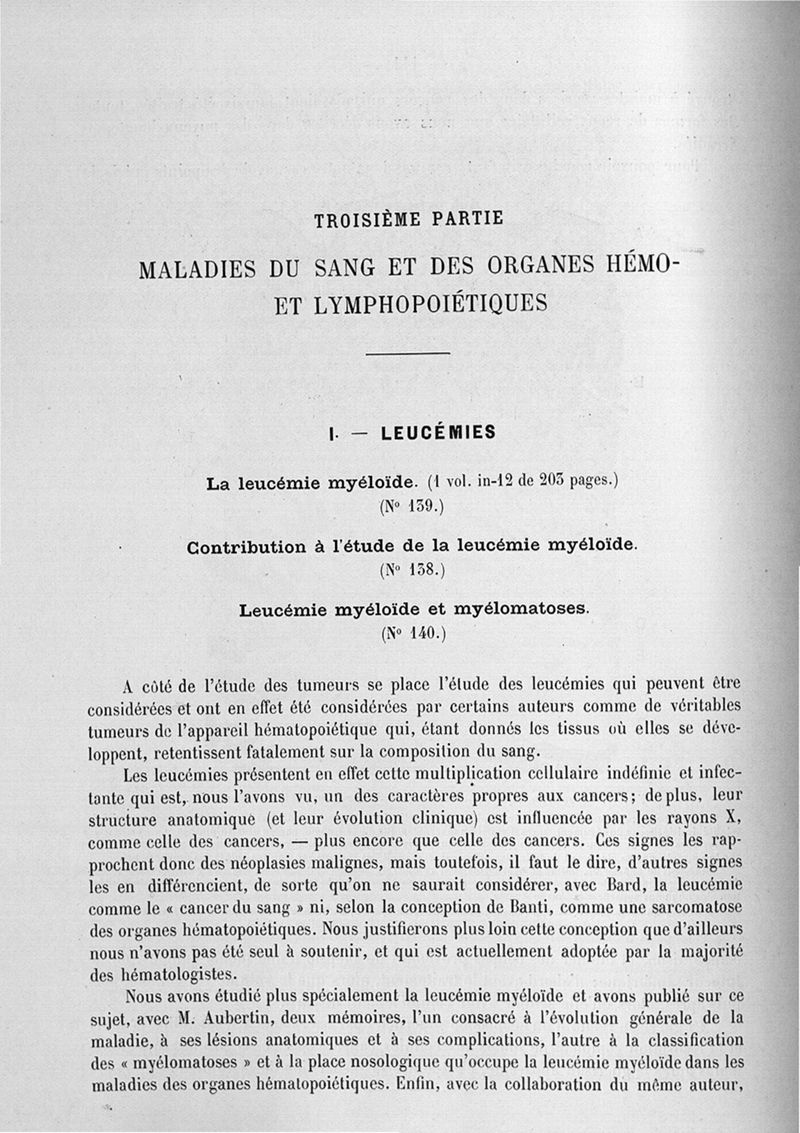 TROISIÈME PARTIE
MALADIES DU SANG ET DES ORGANES HÉMO-
ET LYMPHOPOIÉTIQUES
I. — LEUCÉMIES
La leucémie myéloïde. (1 vol. in-12 de 203 pages.)
(No 139.)
Contribution à l'étude de la leucémie myéloïde.
(No 138.)
Leucémie myéloïde et myélomatoses.
(No 140.)
A côté de l'étude des tumeurs se place l'étude des leucémies qui peuvent être
considérées et ont en effet été considérées par certains auteurs comme de véritables
tumeurs de l'appareil hématopoiétique qui, étant donnés les tissus où elles se déve-
loppent, retentissent fatalement sur la composition du sang.
Les leucémies présentent en effet cette multiplication cellulaire indéfinie et infec-
tante qui est, nous l'avons vu, un des caractères propres aux cancers; de plus, leur
structure anatomique (et leur évolution clinique) est influencée par les rayons X,
comme celle des cancers, — plus encore que celle des cancers. Ces signes les rap-
prochent donc des néoplasies malignes, mais toutefois, il faut le dire, d'autres signes
les en différencient, de sorte qu'on ne saurait considérer, avec Bard, la leucémie
comme le « cancer du sang » ni, selon la conception de Banti, comme une sarcomatose
des organes hématopoiétiques. Nous justifierons plus loin cette conception que d'ailleurs
nous n'avons pas été seul à soutenir, et qui est actuellement adoptée par la majorité
des hématologistes.
Nous avons étudié plus spécialement la leucémie myéloïde et avons publié sur ce
sujet, avec M. Aubertin, deux mémoires, l'un consacré à l'évolution générale de la
maladie, à ses lésions anatomiques et à ses complications, l'autre à la classification
des « myélomatoses » et à la place nosologique qu'occupe la leucémie myéloïde dans les
maladies des organes hématopoiétiques. Enfin, avec la collaboration du même auteur,